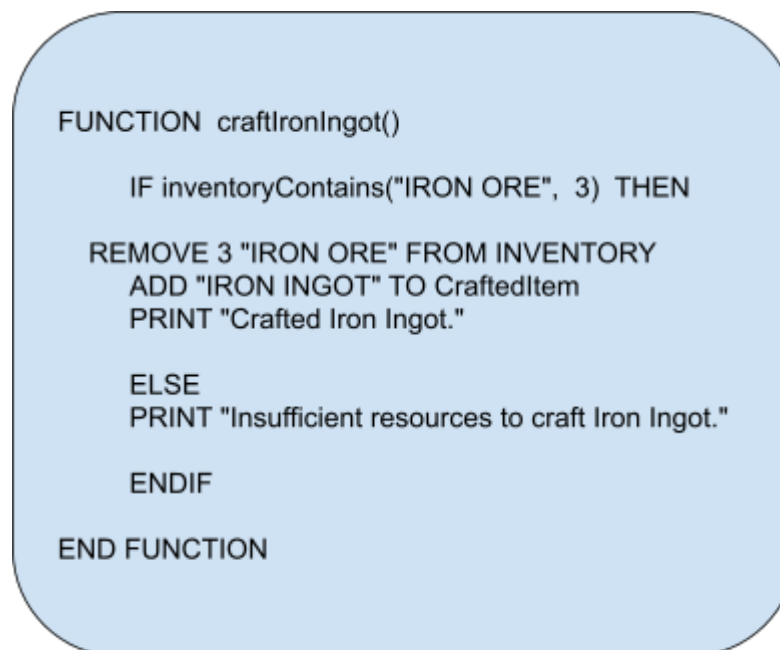 FUNCTION craftIronIngot()
IF inventoryContains("IRON ORE", 3) THEN
REMOVE 3 "IRON ORE" FROM INVENTORY
ADD "IRON INGOT" TO CraftedItem
PRINT "Crafted Iron Ingot."
ELSE
PRINT "Insufficient resources to craft Iron Ingot."
ENDIF
END FUNCTION